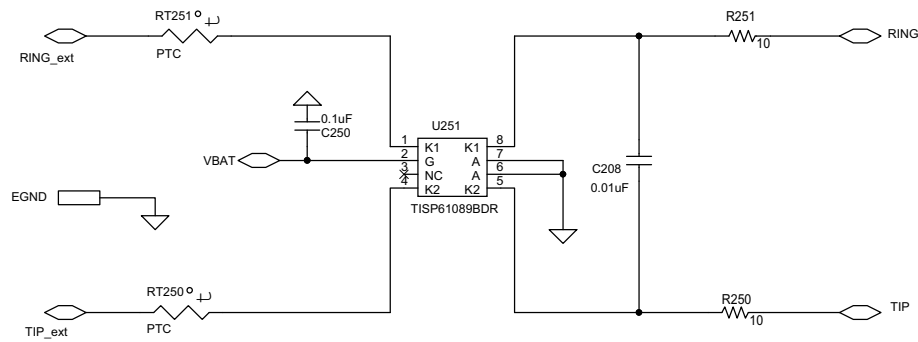 RT251
R251
RING_ext
PTC
10
RING
0.1uF
C250
U251
1
K1
K1
8
VBAT
2
G
A
7
3
NC
A
6
4
K2
K2
5
TISP61089BDR
C208
0.01uF
EGND
RT250
R250
TIP_ext
PTC
10
TIP